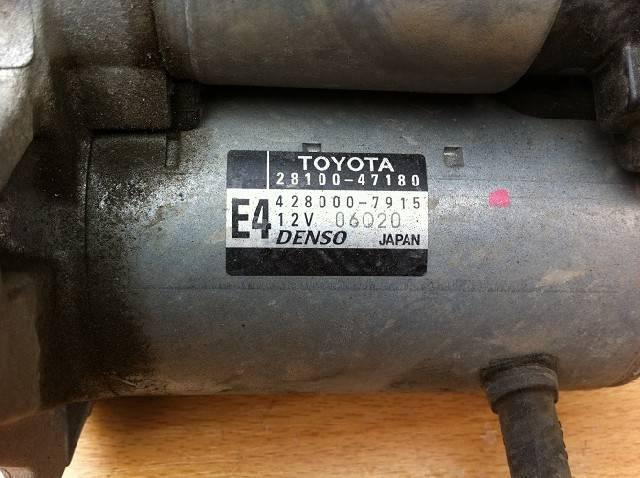 TOYOTA
28100-47180
428000-7915
E4 12V 06Q20
DENSO JAPAN